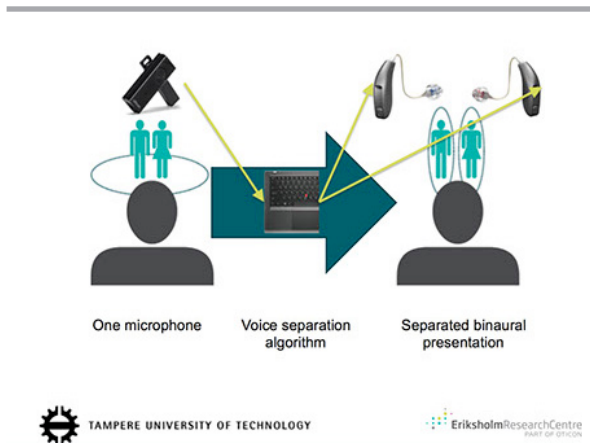 One microphone
Voice separation
algorithm
Separated binaural
presentation
TAMPERE UNIVERSITY OF TECHNOLOGY
EriksholmResearchCentre
PART OF OTICON